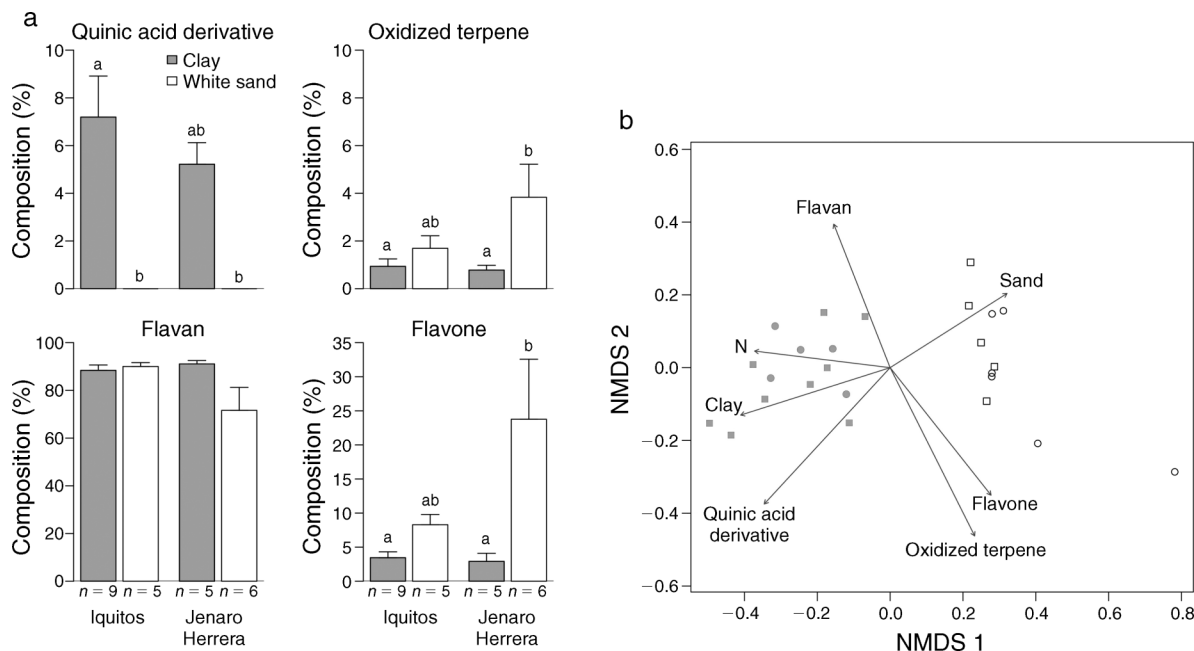 a
Quinic acid derivative
Composition (%)
10
8
6
4
2
0
a
b
ab
b
Clay
White sand
Oxidized terpene
Composition (%)
10
8
6
4
2
0
a
ab
a
b
Flavan
Composition (%)
100
80
60
40
20
0
n = 9 n = 5 n = 5 n = 6
Iquitos
Jenaro
Herrera
Flavone
Composition (%)
35
30
25
20
15
10
5
0
a
ab
a
b
n = 9 n = 5 n = 5 n = 6
Iquitos
Jenaro
Herrera
b
NMDS 2
0.6
0.4
0.2
0.0
−0.2
−0.4
−0.6
Flavan
Sand
N
Clay
Quinic acid
derivative
Flavone
Oxidized terpene
−0.4 −0.2 0.0 0.2 0.4 0.6 0.8
NMDS 1